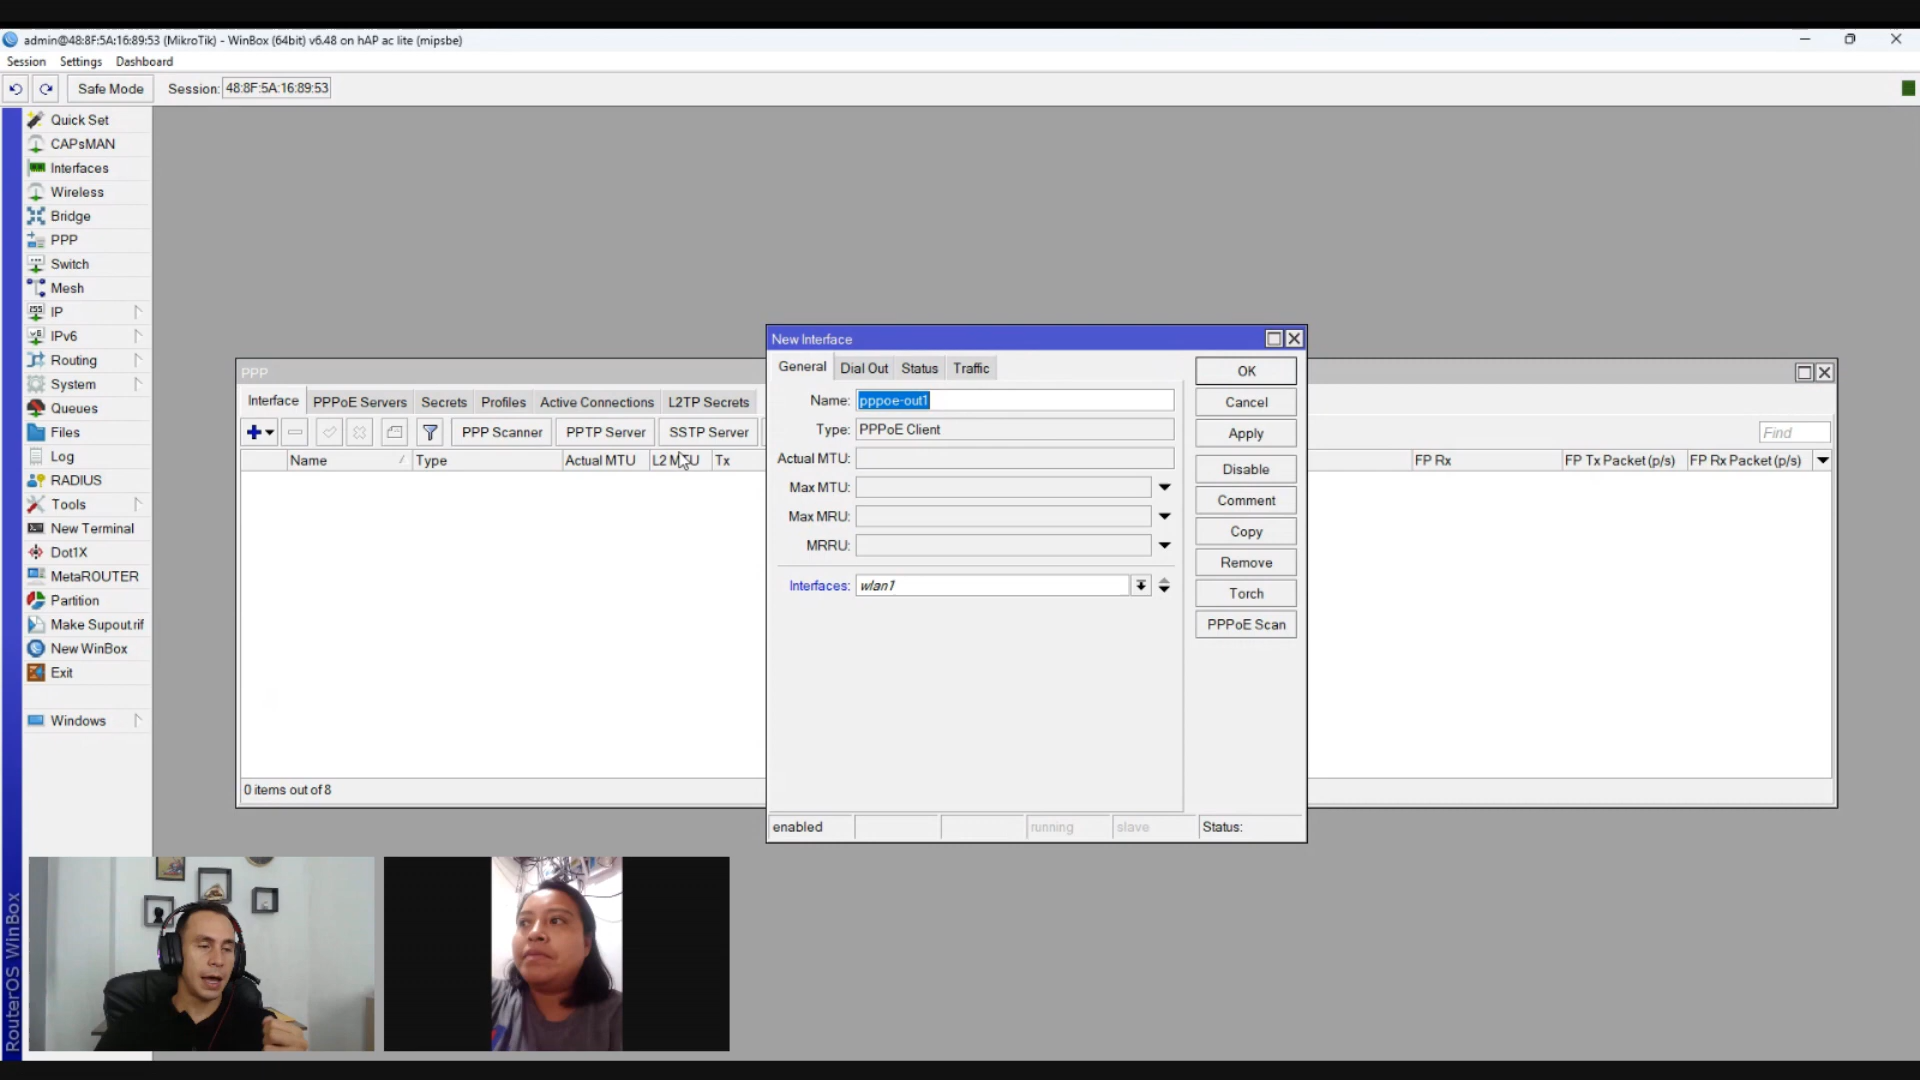 admin@48:8F:5A:16:89:53 (MikroTik) - WinBox (64bit) v6.48 on hAP ac lite (mipsbe)
Session Settings Dashboard
Safe Mode Session: 48:8F:5A:16:89:53
Quick Set
CAPsMAN
Interfaces
Wireless
Bridge
PPP
Switch
Mesh
IP
IPv6
Routing
System
Queues
Files
Log
RADIUS
Tools
New Terminal
Dot1X
MetaROUTER
Partition
Make Supout.rif
New WinBox
Exit
Windows
RouterOS WinBox
PPP
Interface PPPoE Servers Secrets Profiles Active Connections L2TP Secrets
PPP Scanner PPTP Server SSTP Server
Find
Name Type Actual MTU L2 MTU Tx FP Rx FP Tx Packet (p/s) FP Rx Packet (p/s)
0 items out of 8
New Interface
General Dial Out Status Traffic
Name: pppoe-out1
Type: PPPoE Client
Actual MTU:
Max MTU:
Max MRU:
MRRU:
Interfaces: wlan1
OK
Cancel
Apply
Disable
Comment
Copy
Remove
Torch
PPPoE Scan
enabled running slave Status: